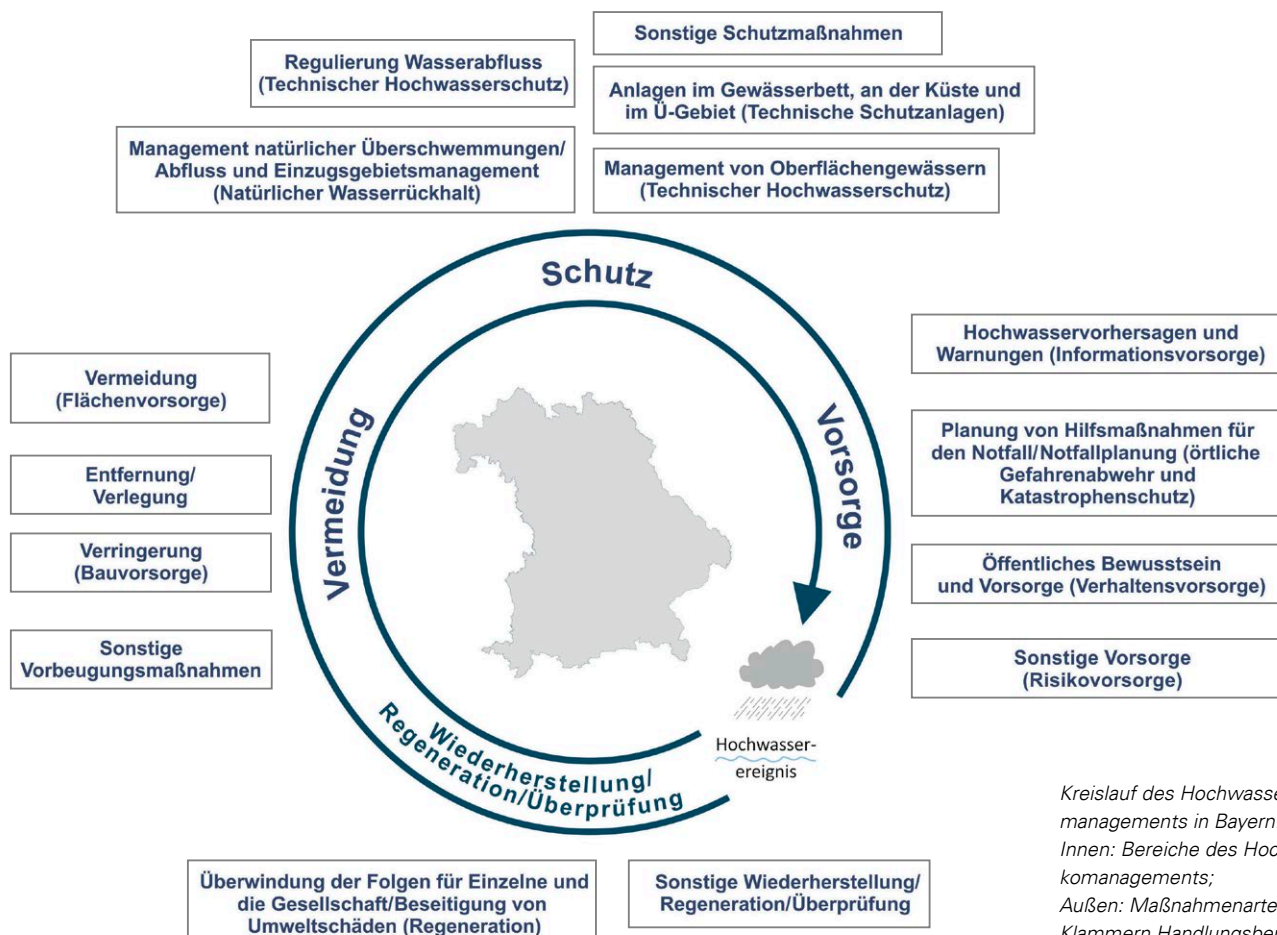 Sonstige Schutzmaßnahmen
Regulierung Wasserabfluss
(Technischer Hochwasserschutz)
Anlagen im Gewässerbett, an der Küste und
im Ü-Gebiet (Technische Schutzanlagen)
Management natürlicher Überschwemmungen/
Abfluss und Einzugsgebietsmanagement
(Natürlicher Wasserrückhalt)
Management von Oberflächengewässern
(Technischer Hochwasserschutz)
Schutz
Vorsorge
Vermeidung
Wiederherstellung/
Regeneration/Überprüfung
Hochwasser-
ereignis
Vermeidung
(Flächenvorsorge)
Entfernung/
Verlegung
Verringerung
(Bauvorsorge)
Sonstige
Vorbeugungsmaßnahmen
Hochwasservorhersagen und
Warnungen (Informationsvorsorge)
Planung von Hilfsmaßnahmen für
den Notfall/Notfallplanung (örtliche
Gefahrenabwehr und
Katastrophenschutz)
Öffentliches Bewusstsein
und Vorsorge (Verhaltensvorsorge)
Sonstige Vorsorge
(Risikovorsorge)
Überwindung der Folgen für Einzelne und
die Gesellschaft/Beseitigung von
Umweltschäden (Regeneration)
Sonstige Wiederherstellung/
Regeneration/Überprüfung
Kreislauf des Hochwasse
managements in Bayern.
Innen: Bereiche des Hoc
komanagements;
Außen: Maßnahmenarte
Klammern Handlungsber